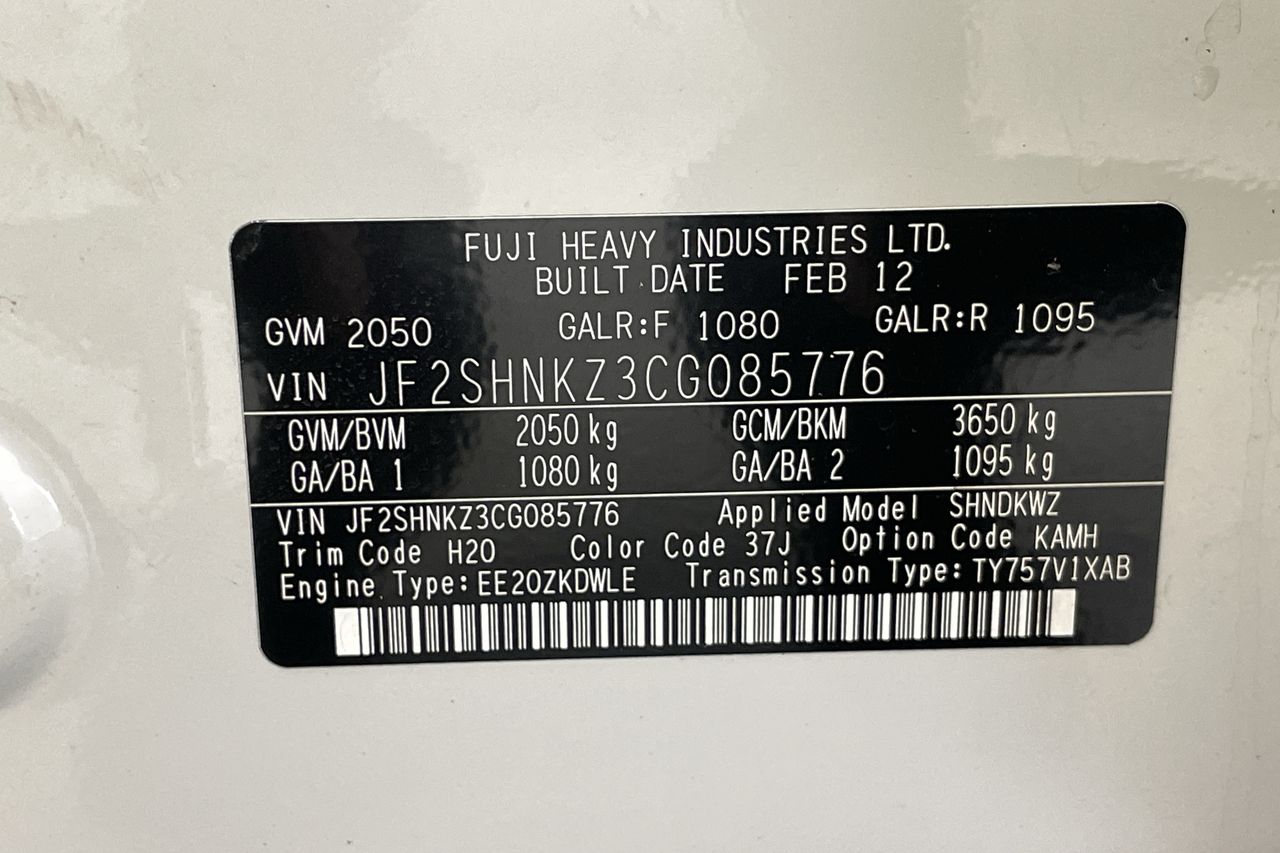 FUJI HEAVY INDUSTRIES LTD.
BUILT DATE FEB 12
GVM 2050 GALR:F 1080 GALR:R 1095
VIN JF2SHNKZ3CG085776
GVM/BVM 2050 kg GCM/BKM 3650 kg
GA/BA 1 1080 kg GA/BA 2 1095 kg
VIN JF2SHNKZ3CG085776 Applied Model SHNDKWZ
Trim Code H20 Color Code 37J Option Code KAMH
Engine Type: EE20ZKDWLE Transmission Type: TY757V1XAB